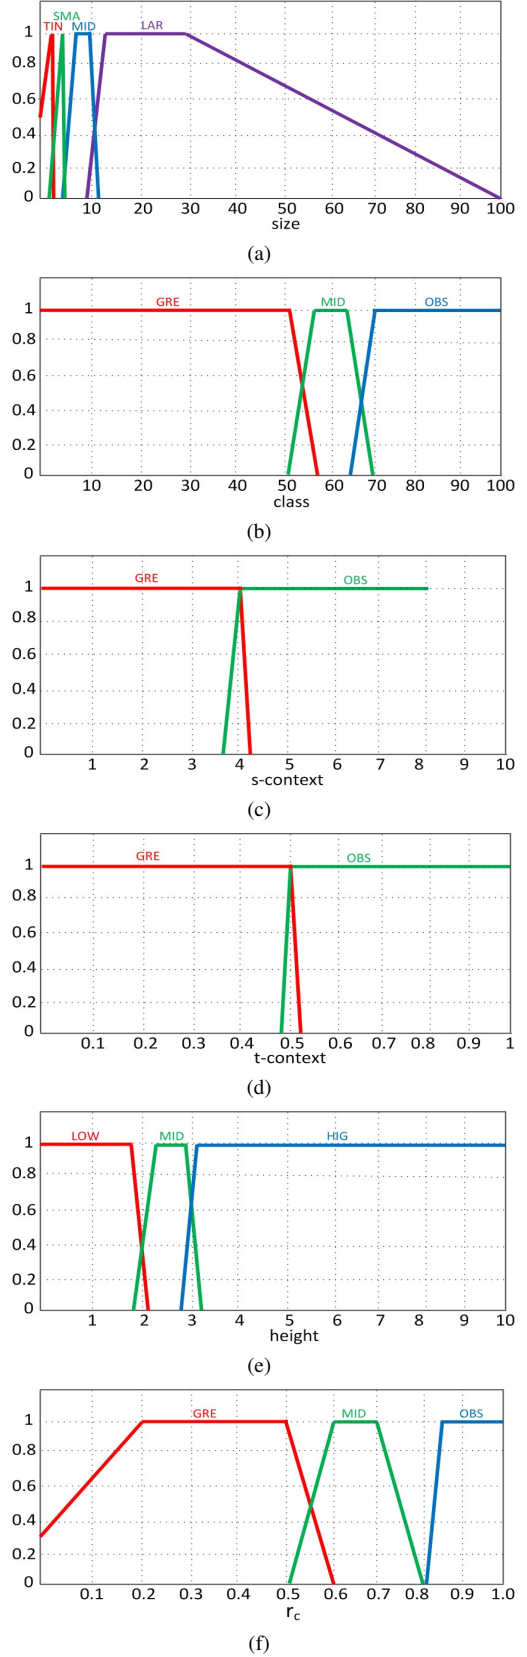 SMA
TIN MID LAR
1
0.8
0.6
0.4
0.2
0
10 20 30 40 50 60 70 80 90 100
size
(a)
GRE MID OBS
1
0.8
0.6
0.4
0.2
0
10 20 30 40 50 60 70 80 90 100
class
(b)
GRE OBS
1
0.8
0.6
0.4
0.2
0
1 2 3 4 5 6 7 8 9 10
s-context
(c)
GRE OBS
1
0.8
0.6
0.4
0.2
0
0.1 0.2 0.3 0.4 0.5 0.6 0.7 0.8 0.9 1
t-context
(d)
LOW MID HIG
1
0.8
0.6
0.4
0.2
0
1 2 3 4 5 6 7 8 9 10
height
(e)
GRE MID OBS
1
0.8
0.6
0.4
0.2
0
0.1 0.2 0.3 0.4 0.5 0.6 0.7 0.8 0.9 1.0
rc
(f)